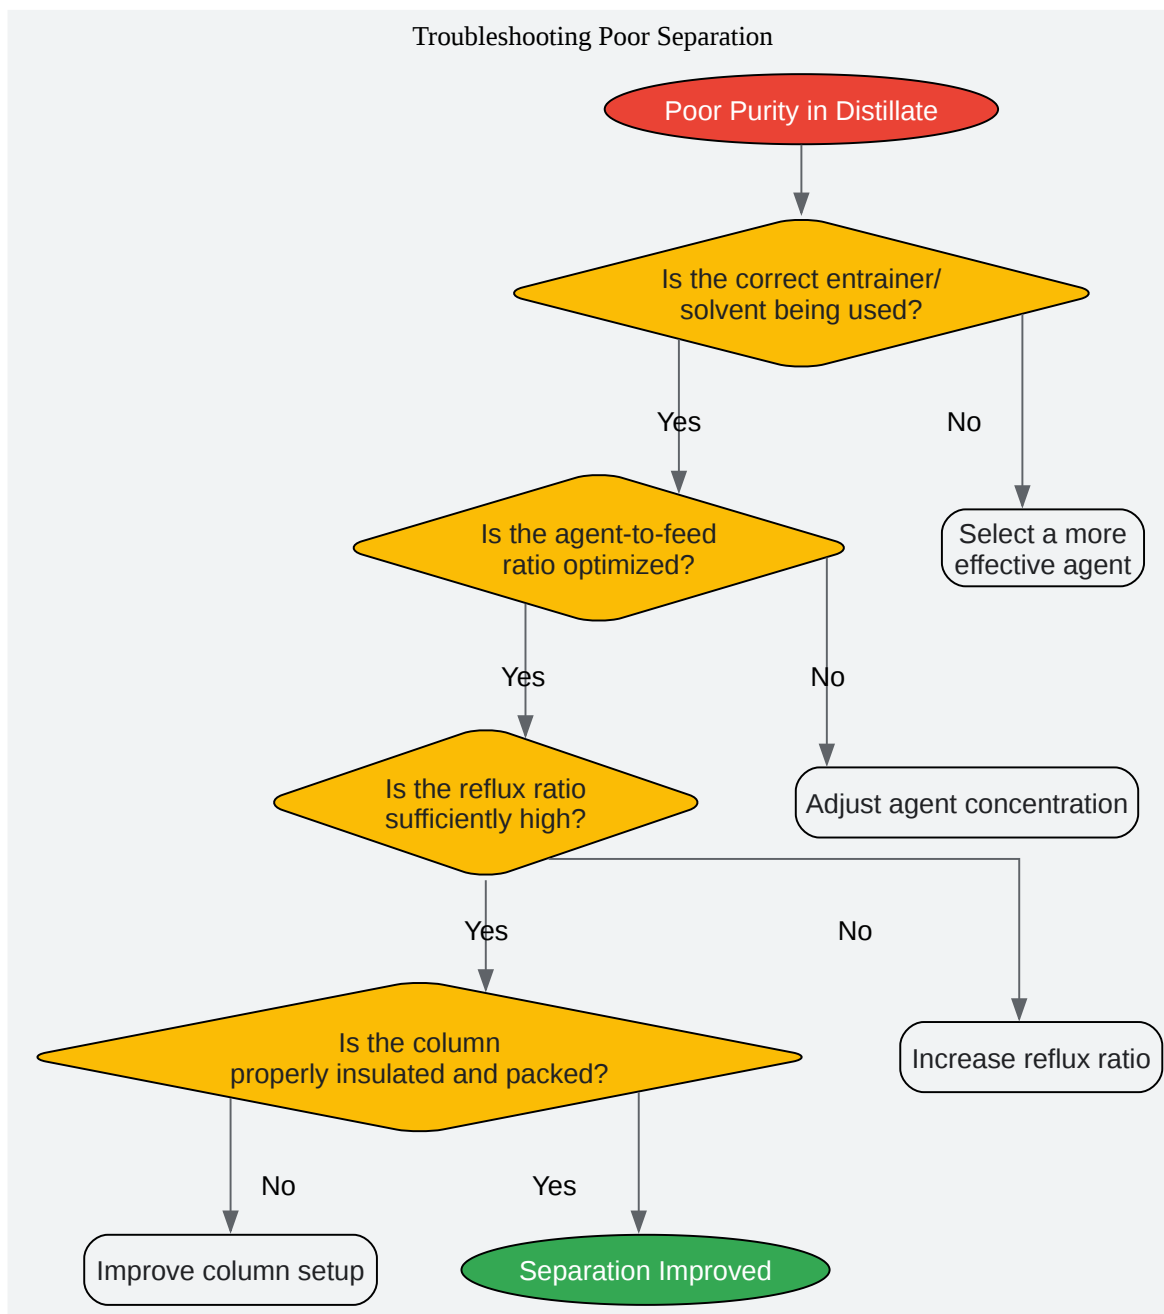 Troubleshooting Poor Separation
Poor Purity in Distillate
Is the correct entrainer/
solvent being used?
Yes
No
Is the agent-to-feed
ratio optimized?
Select a more
effective agent
Yes
No
Is the reflux ratio
sufficiently high?
Adjust agent concentration
Yes
No
Is the column
properly insulated and packed?
Increase reflux ratio
No
Yes
Improve column setup
Separation Improved